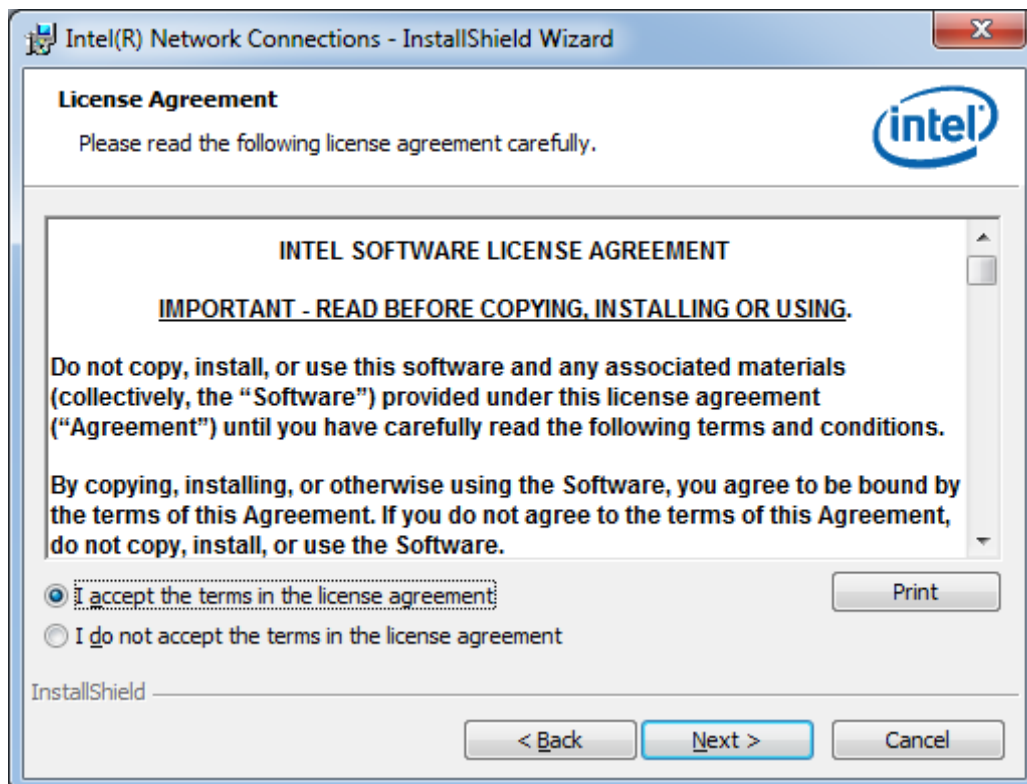 Intel(R) Network Connections - InstallShield Wizard
License Agreement
Please read the following license agreement carefully.
intel
INTEL SOFTWARE LICENSE AGREEMENT
IMPORTANT - READ BEFORE COPYING, INSTALLING OR USING.
Do not copy, install, or use this software and any associated materials
(collectively, the “Software”) provided under this license agreement
(“Agreement”) until you have carefully read the following terms and conditions.
By copying, installing, or otherwise using the Software, you agree to be bound by
the terms of this Agreement. If you do not agree to the terms of this Agreement,
do not copy, install, or use the Software.
I accept the terms in the license agreement
Print
I do not accept the terms in the license agreement
InstallShield
< Back
Next >
Cancel